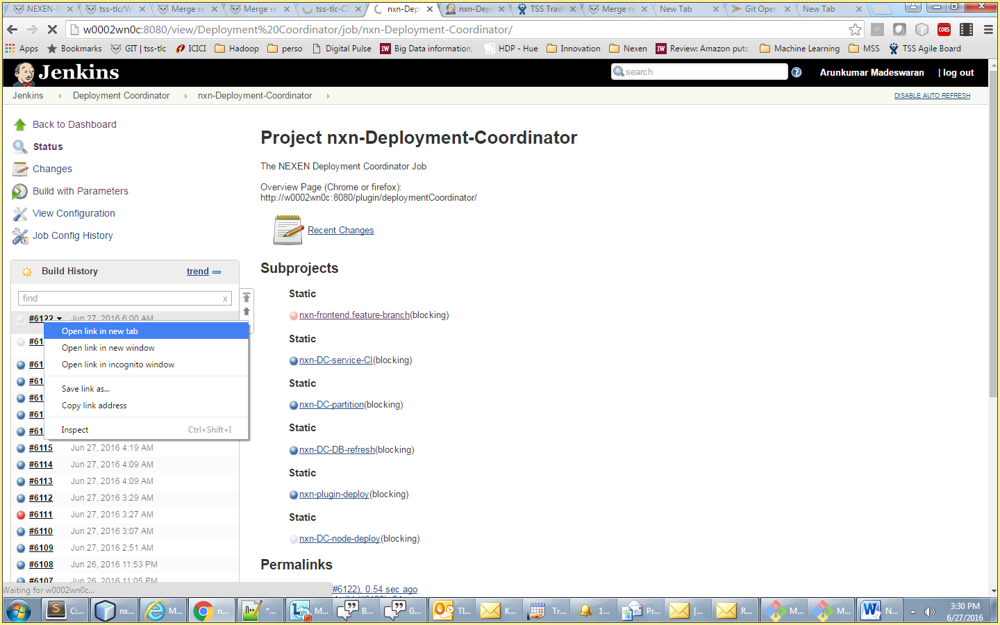 NEXEN-P
tss-tlc/W
Merge re
Merge re
tss-tlc-CI
nxn-Dep
nxn-Depl
TSS Trad
Merge re
New Tab
Git Oper
New Tab
w0002wn0c:8080/view/Deployment%20Coordinator/job/nxn-Deployment-Coordinator/
CORS
Apps
Bookmarks
GIT | tss-tlc
ICICI
Hadoop
perso
Digital Pulse
IW Big Data information,
HDP - Hue
Innovation
Nexen
IW Review: Amazon puts
Machine Learning
MSS
TSS Agile Board
Jenkins
search
?
Arunkumar Madeswaran
| log out
Jenkins
Deployment Coordinator
nxn-Deployment-Coordinator
DISABLE AUTO REFRESH
Back to Dashboard
Status
Changes
Build with Parameters
View Configuration
Job Config History
Build History
trend
find
x
#6122 Jun 27, 2016 6:00 AM
#61
#61
#61
#61
#61
#61
Open link in new tab
Open link in new window
Open link in incognito window
Save link as...
Copy link address
Inspect Ctrl+Shift+I
#6115 Jun 27, 2016 4:19 AM
#6114 Jun 27, 2016 4:09 AM
#6113 Jun 27, 2016 4:09 AM
#6112 Jun 27, 2016 3:29 AM
#6111 Jun 27, 2016 3:27 AM
#6110 Jun 27, 2016 3:07 AM
#6109 Jun 27, 2016 2:51 AM
#6108 Jun 26, 2016 11:53 PM
#6107 Jun 26, 2016 11:05 PM
Waiting for w0002wn0c...
Project nxn-Deployment-Coordinator
The NEXEN Deployment Coordinator Job
Overview Page (Chrome or firefox):
http://w0002wn0c:8080/plugin/deploymentCoordinator/
Recent Changes
Subprojects
Static
nxn-frontend.feature-branch(blocking)
Static
nxn-DC-service-CI(blocking)
Static
nxn-DC-partition(blocking)
Static
nxn-DC-DB-refresh(blocking)
Static
nxn-plugin-deploy(blocking)
Static
nxn-DC-node-deploy(blocking)
Permalinks
#6122), 0.54 sec ago
C:...
nx...
M...
n...
*...
M...
B...
G...
TI...
K...
Tr...
1...
Pr...
[...
R...
M...
M...
N...
3:30 PM
6/27/2016